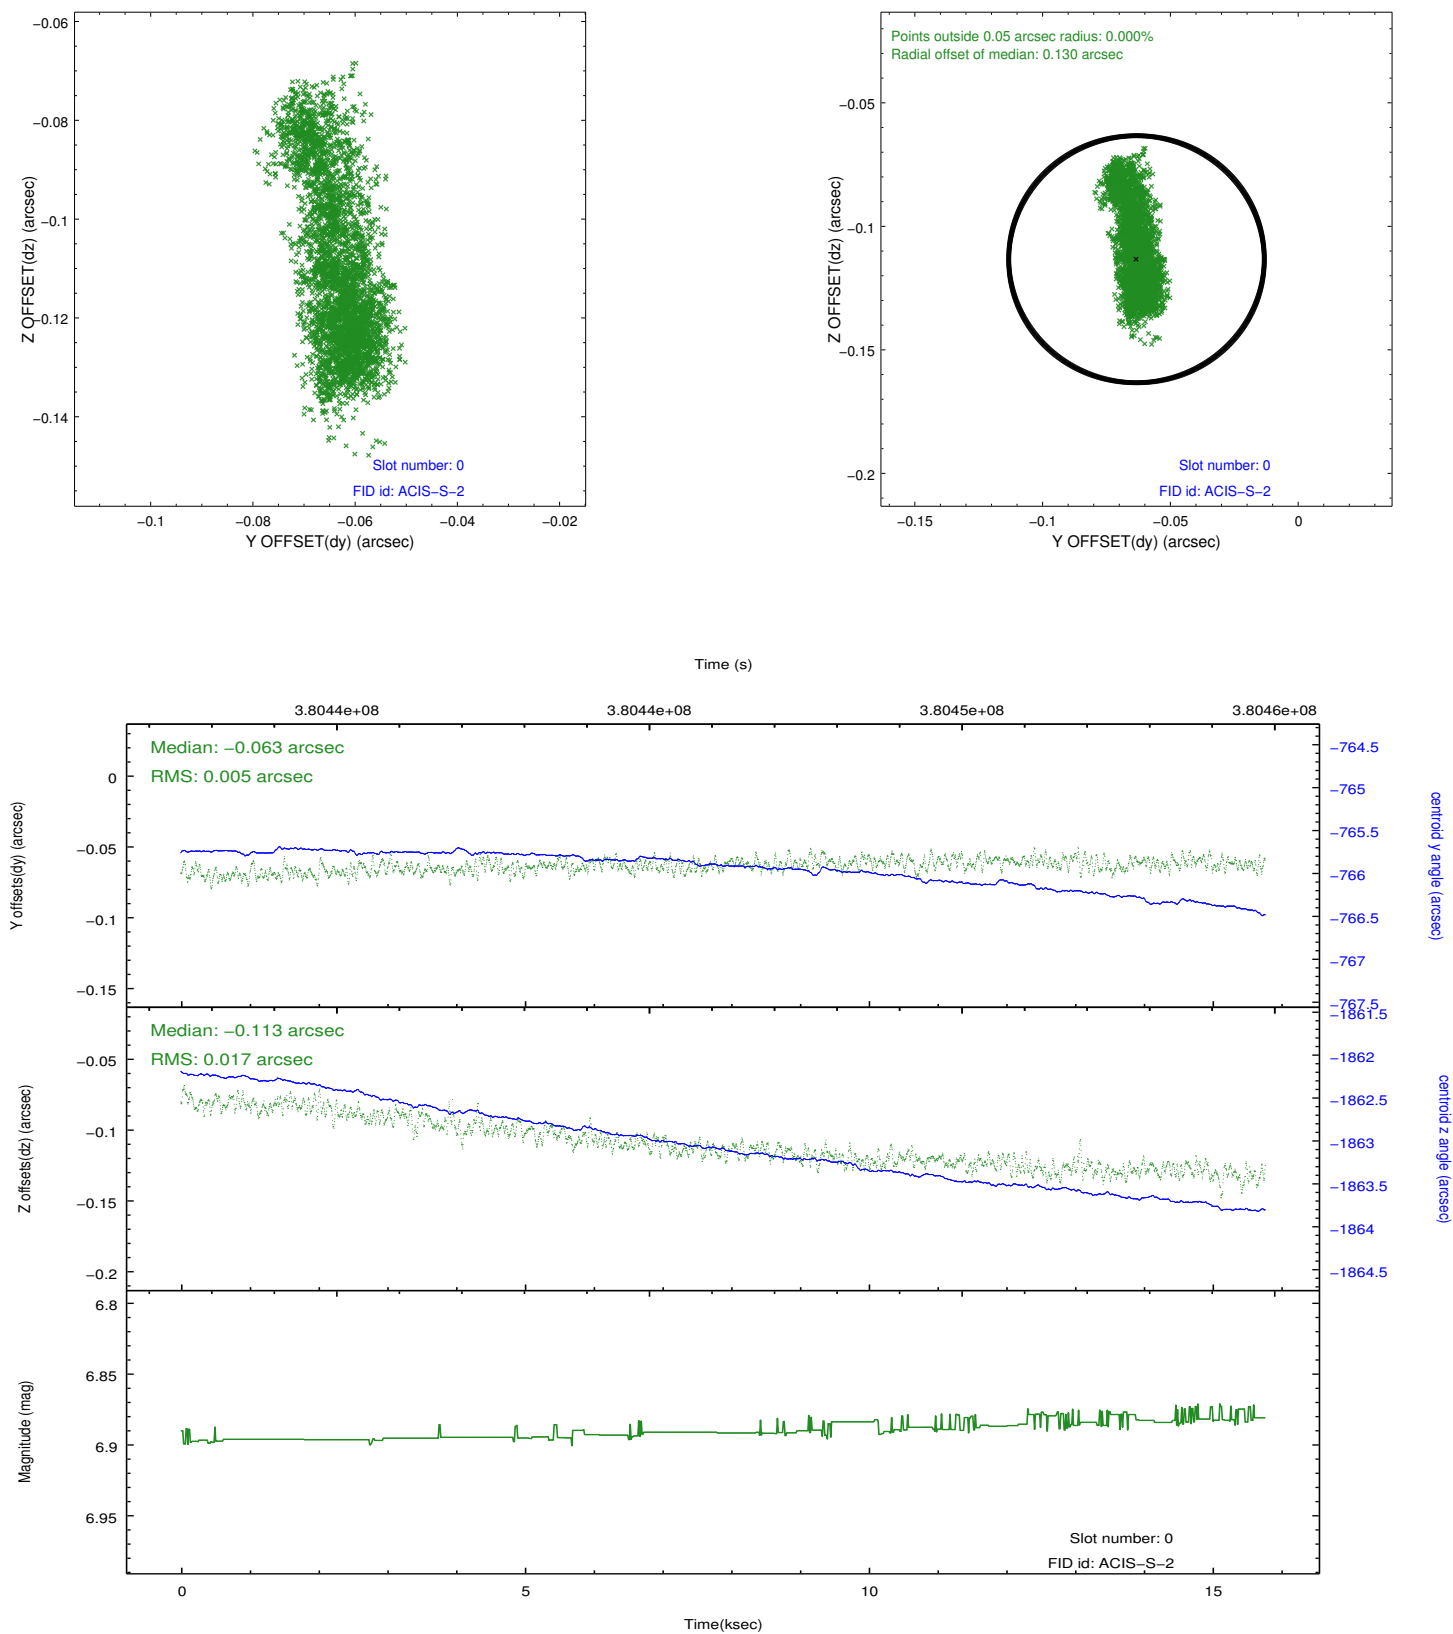 −0.06
−0.08
−0.1
−0.12
−0.14
Z OFFSET(dz) (arcsec)
Slot number: 0
FID id: ACIS−S−2
−0.1 −0.08 −0.06 −0.04 −0.02
Y OFFSET(dy) (arcsec)
Points outside 0.05 arcsec radius: 0.000%
Radial offset of median: 0.130 arcsec
−0.05
−0.1
−0.15
−0.2
Z OFFSET(dz) (arcsec)
Slot number: 0
FID id: ACIS−S−2
−0.15 −0.1 −0.05 0
Y OFFSET(dy) (arcsec)
Time (s)
3.8044e+08 3.8044e+08 3.8045e+08 3.8046e+08
Median: −0.063 arcsec
RMS: 0.005 arcsec
0
−0.05
−0.1
−0.15
Y offsets(dy) (arcsec)
−764.5
−765
−765.5
−766
−766.5
−767
−767.5
centroid y angle (arcsec)
Median: −0.113 arcsec
RMS: 0.017 arcsec
−0.05
−0.1
−0.15
−0.2
Z offsets(dz) (arcsec)
−1861.5
−1862
−1862.5
−1863
−1863.5
−1864
−1864.5
centroid z angle (arcsec)
6.8
6.85
6.9
6.95
Magnitude (mag)
Slot number: 0
FID id: ACIS−S−2
0 5 10 15
Time(ksec)